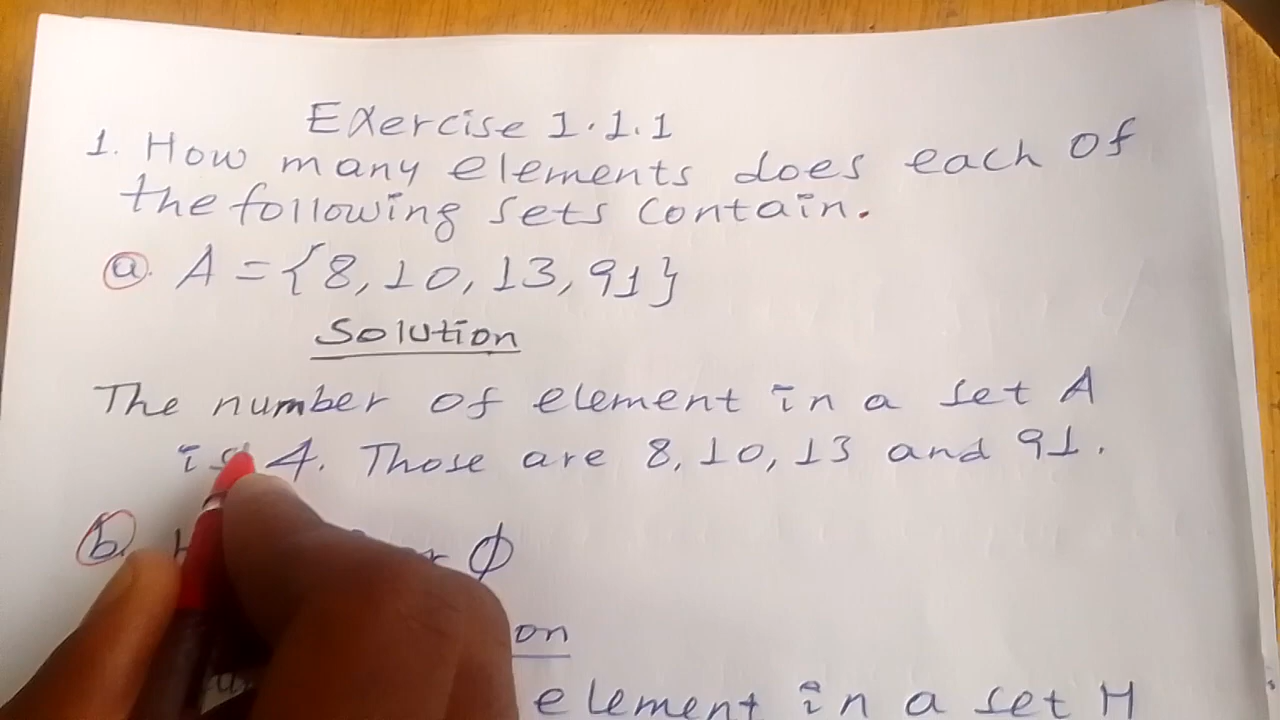 Exercise 1.1.1
1. How many elements does each of
the following sets contain.
a. A = {8, 10, 13, 91}
Solution
The number of element in a set A
is 4. Those are 8, 10, 13 and 91.
b. ϕ
on
element in a set H